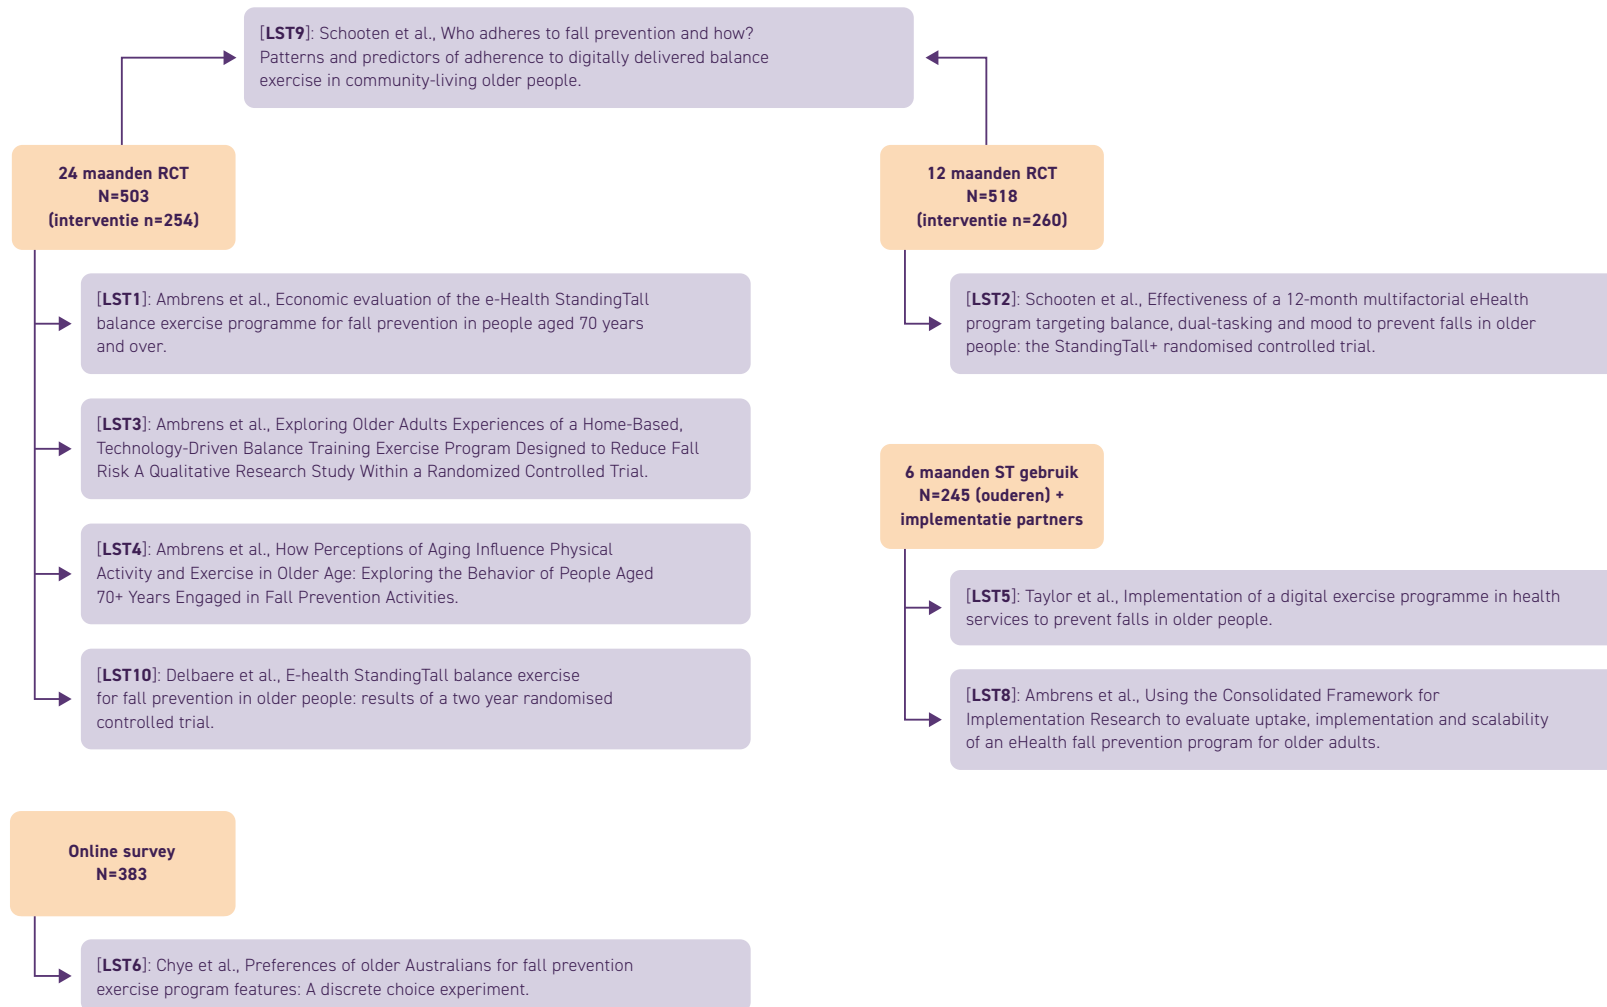 [LST9]: Schooten et al., Who adheres to fall prevention and how?
Patterns and predictors of adherence to digitally delivered balance
exercise in community-living older people.
24 maanden RCT
N=503
(interventie n=254)
[LST1]: Ambrens et al., Economic evaluation of the e-Health StandingTall
balance exercise programme for fall prevention in people aged 70 years
and over.
[LST3]: Ambrens et al., Exploring Older Adults Experiences of a Home-Based,
Technology-Driven Balance Training Exercise Program Designed to Reduce Fall
Risk A Qualitative Research Study Within a Randomized Controlled Trial.
[LST4]: Ambrens et al., How Perceptions of Aging Influence Physical
Activity and Exercise in Older Age: Exploring the Behavior of People Aged
70+ Years Engaged in Fall Prevention Activities.
[LST10]: Delbaere et al., E-health StandingTall balance exercise
for fall prevention in older people: results of a two year randomised
controlled trial.
Online survey
N=383
[LST6]: Chye et al., Preferences of older Australians for fall prevention
exercise program features: A discrete choice experiment.
12 maanden RCT
N=518
(interventie n=260)
[LST2]: Schooten et al., Effectiveness of a 12-month multifactorial eHealth
program targeting balance, dual-tasking and mood to prevent falls in older
people: the StandingTall+ randomised controlled trial.
6 maanden ST gebruik
N=245 (ouderen) +
implementatie partners
[LST5]: Taylor et al., Implementation of a digital exercise programme in health
services to prevent falls in older people.
[LST8]: Ambrens et al., Using the Consolidated Framework for
Implementation Research to evaluate uptake, implementation and scalability
of an eHealth fall prevention program for older adults.